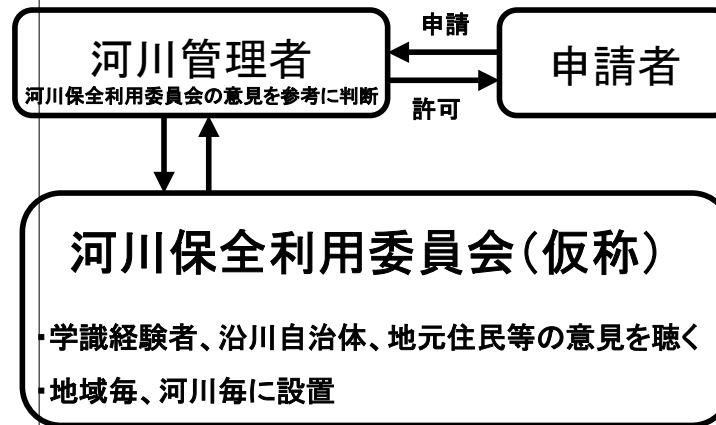 河川管理者
河川保全利用委員会の意見を参考に判断
申請
許可
申請者
河川保全利用委員会(仮称)
・学識経験者、沿川自治体、地元住民等の意見を聴く
・地域毎、河川毎に設置